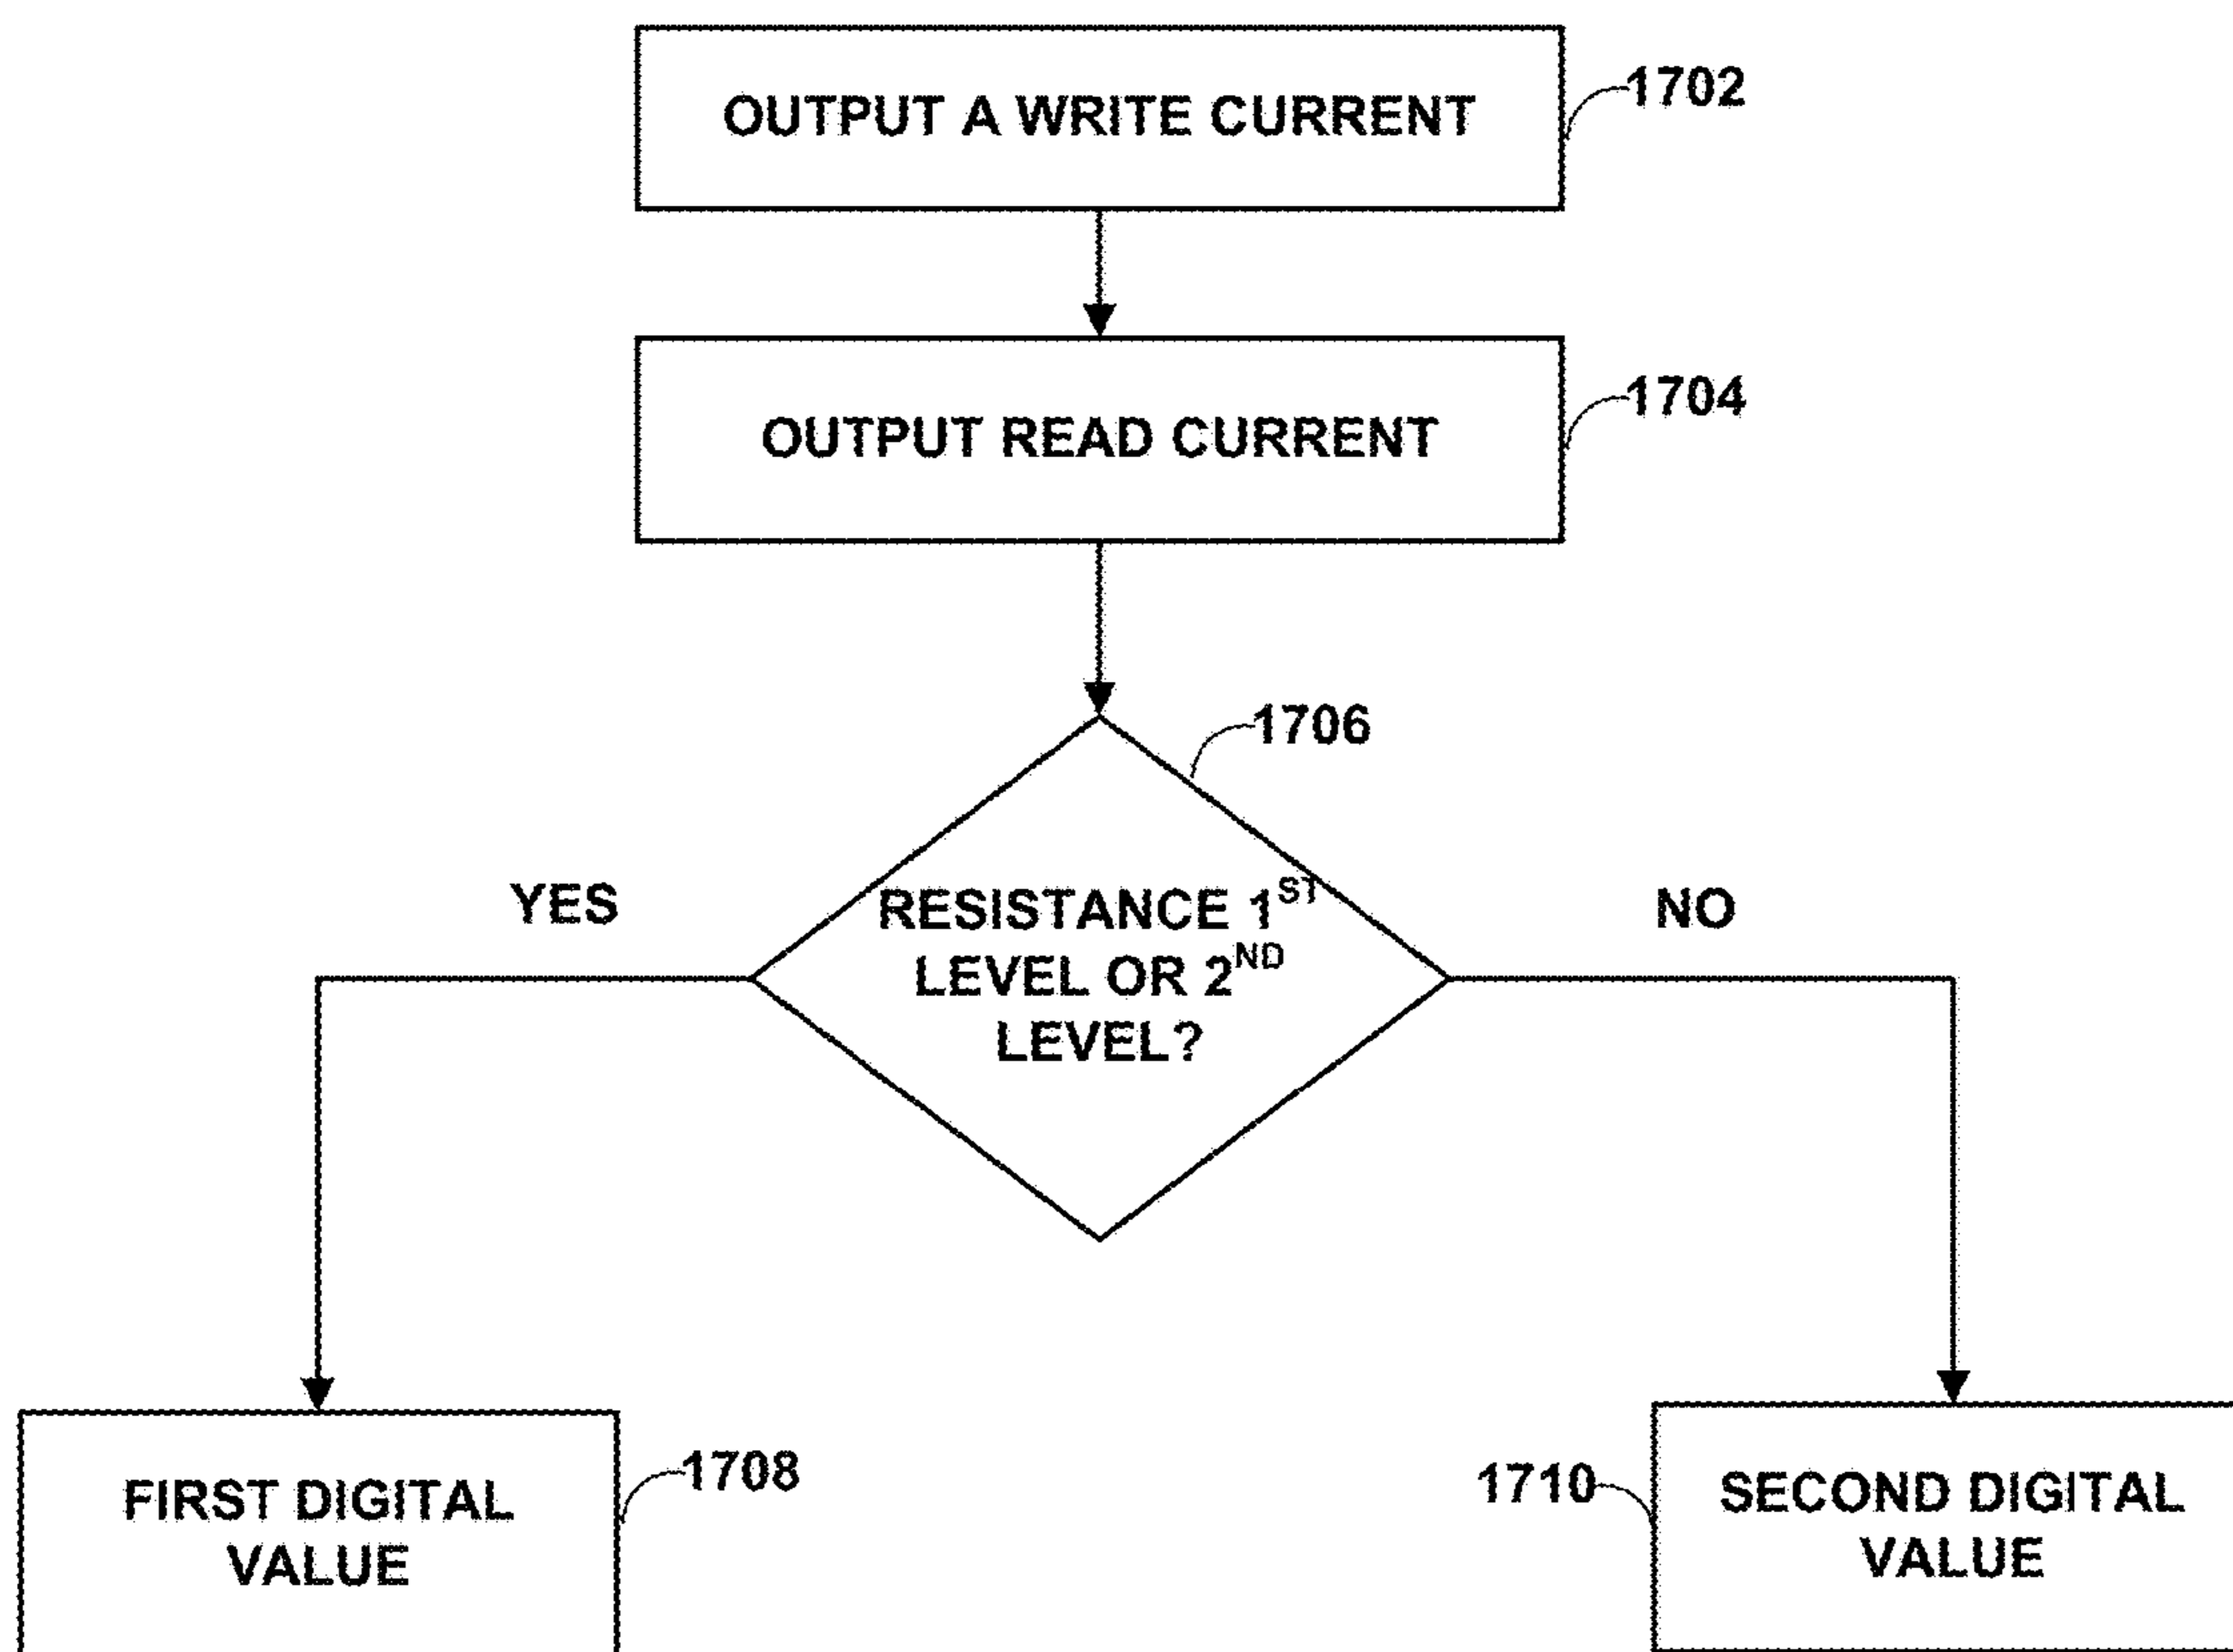 OUTPUT A WRITE CURRENT
1702
OUTPUT READ CURRENT
1704
1706
YES
RESISTANCE 1ST
LEVEL OR 2ND
LEVEL?
NO
FIRST DIGITAL
VALUE
1708
1710
SECOND DIGITAL
VALUE